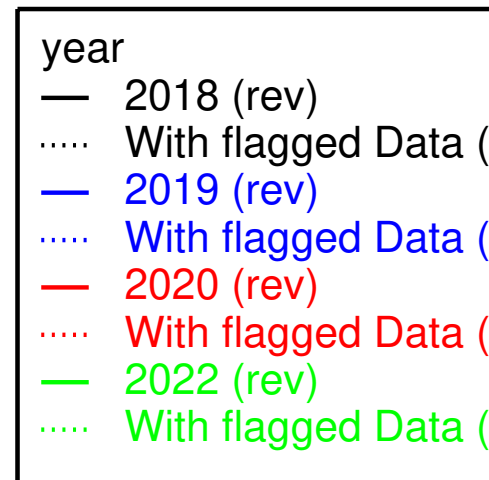 year
2018 (rev)
With flagged Data (
2019 (rev)
With flagged Data (
2020 (rev)
With flagged Data (
2022 (rev)
With flagged Data (